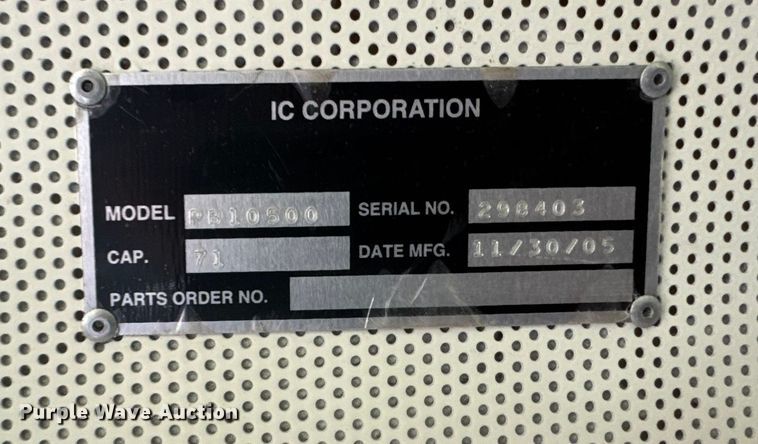 IC CORPORATION
MODEL PB10500 SERIAL NO. 298403
CAP. 71 DATE MFG. 11/30/05
PARTS ORDER NO.
Purple Wave Auction